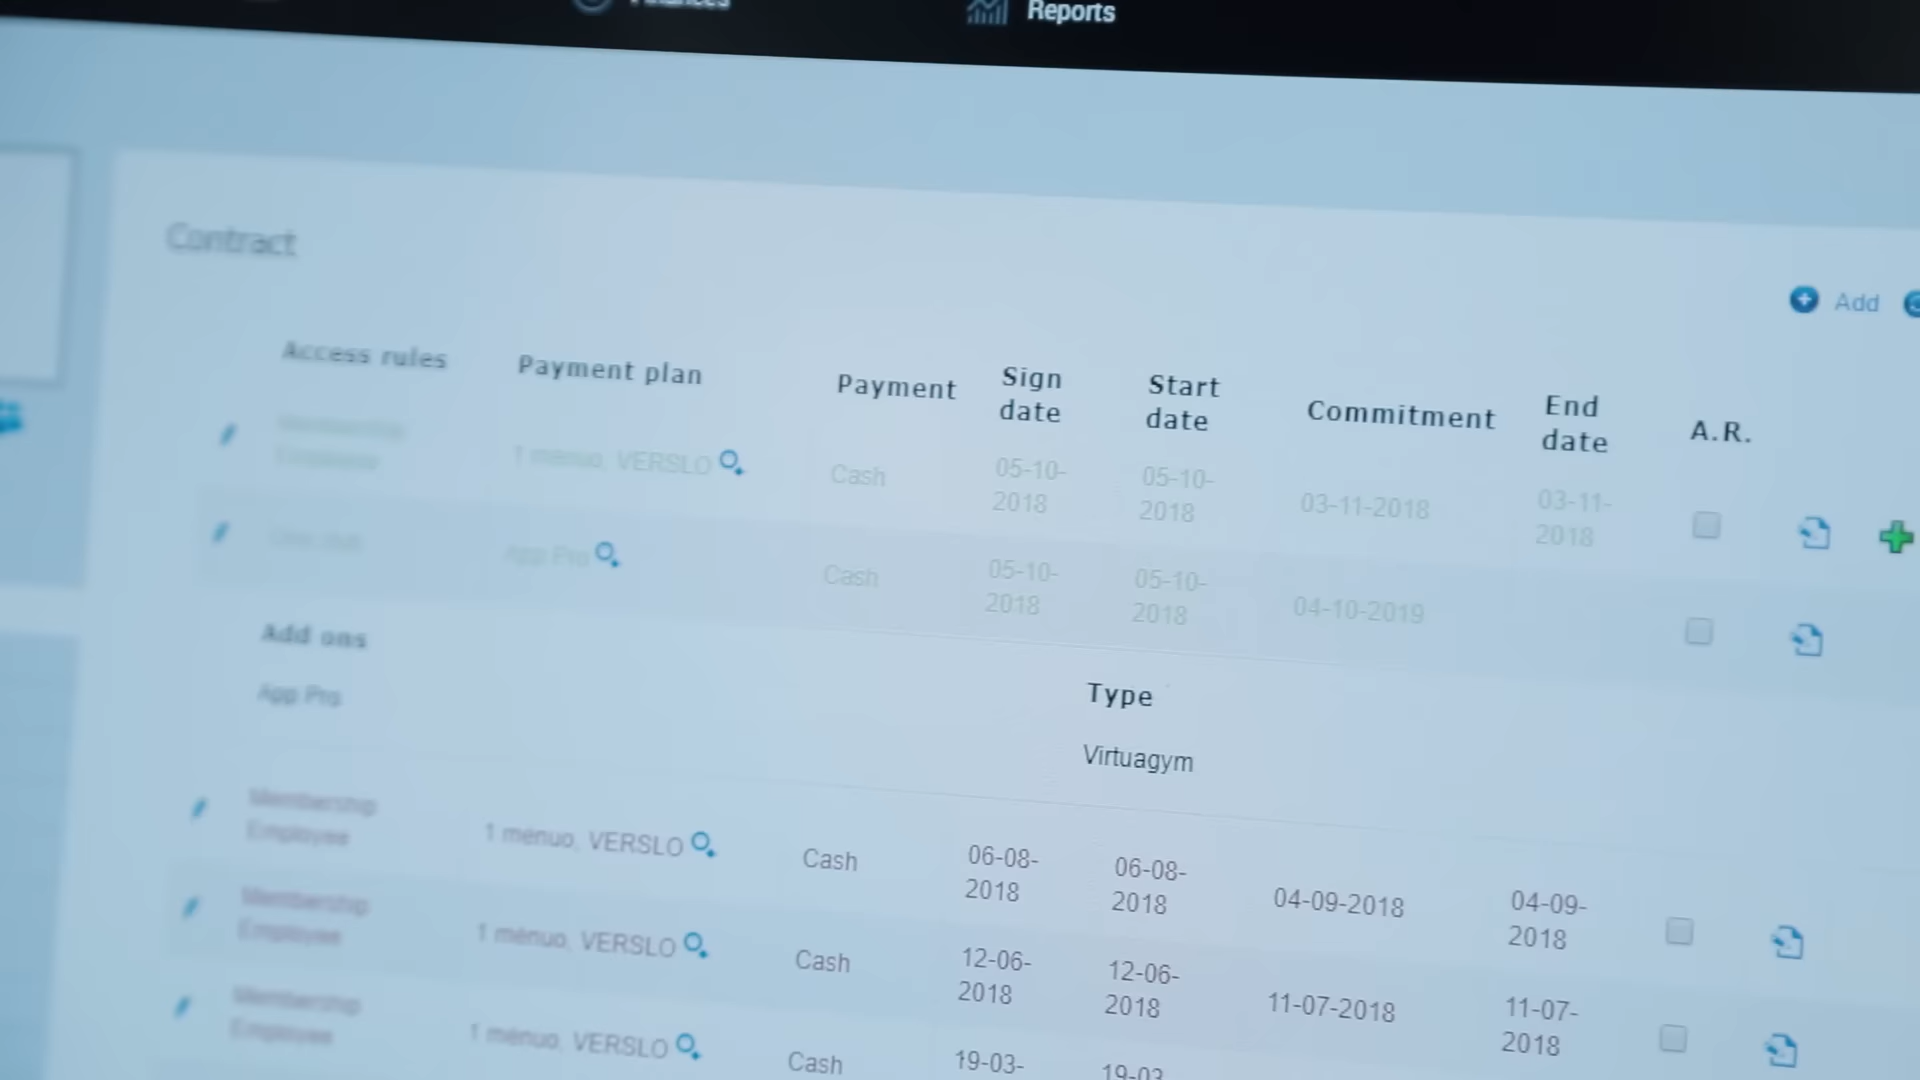 Finances
Reports
Contract
Add
Access rules
Payment plan
Payment
Sign
date
Start
date
Commitment
End
date
A.R.
Membership
Employee
1 menuo, VERSLO
Cash
05-10-
2018
05-10-
2018
03-11-2018
03-11-
2018
App Pro
Cash
05-10-
2018
05-10-
2018
04-10-2019
Add ons
Type
App Pro
Virtuagym
Membership
Employee
1 menuo, VERSLO
Cash
06-08-
2018
06-08-
2018
04-09-2018
04-09-
2018
Membership
Employee
1 menuo, VERSLO
Cash
12-06-
2018
12-06-
2018
11-07-2018
11-07-
2018
Membership
Employee
1 menuo, VERSLO
Cash
19-03-
19-03